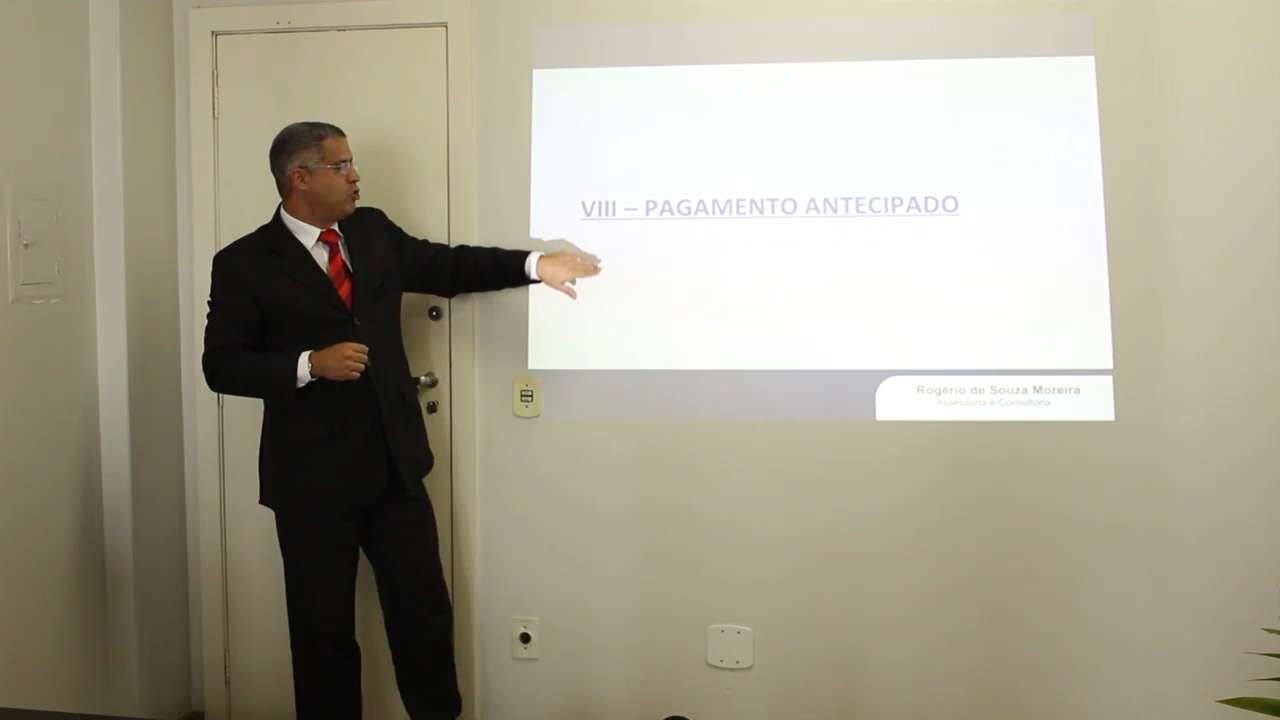 VIII – PAGAMENTO ANTECIPADO
Rogério de Souza Moreira
Assessoria e Consultoria